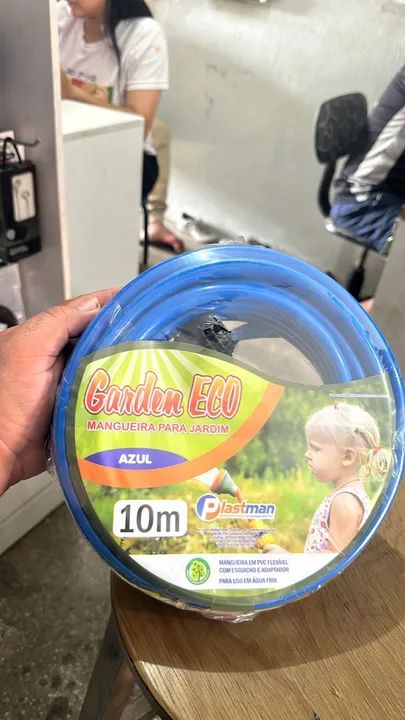 Garden ECO
MANGUEIRA PARA JARDIM
AZUL
10m
Plastman
MANGUEIRA EM PVC FLEXÍVEL
COM ESGUICHO E ADAPTADOR
PARA USO EM ÁGUA FRIA